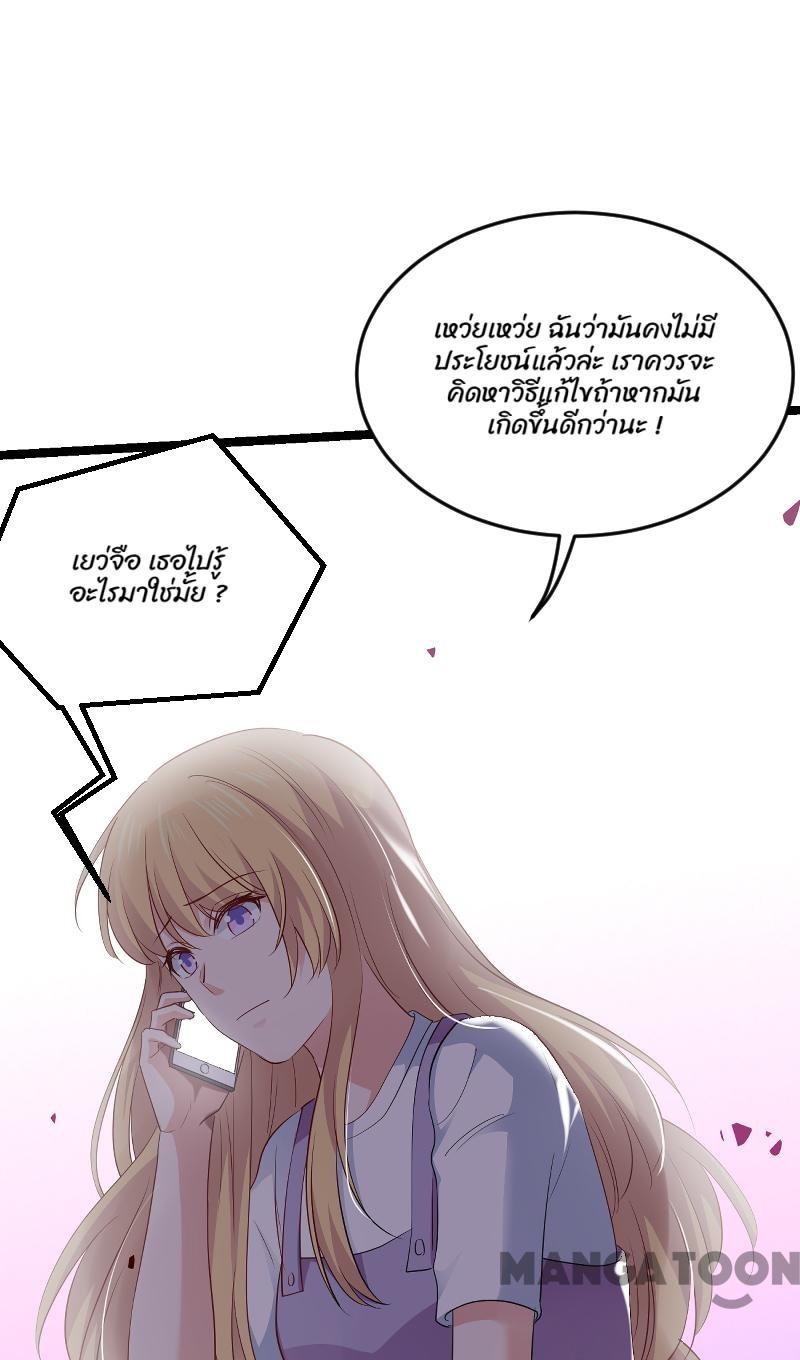 เหว่ยเหว่ย ฉันว่ามันคงไม่มี
ประโยชน์แล้วล่ะ เราควรจะ
คิดหาวิธีแก้ไขถ้าหากมัน
เกิดขึ้นดีกว่านะ !
เยว่จือ เธอไปรู้
อะไรมาใช่มั้ย ?
MANGATOON